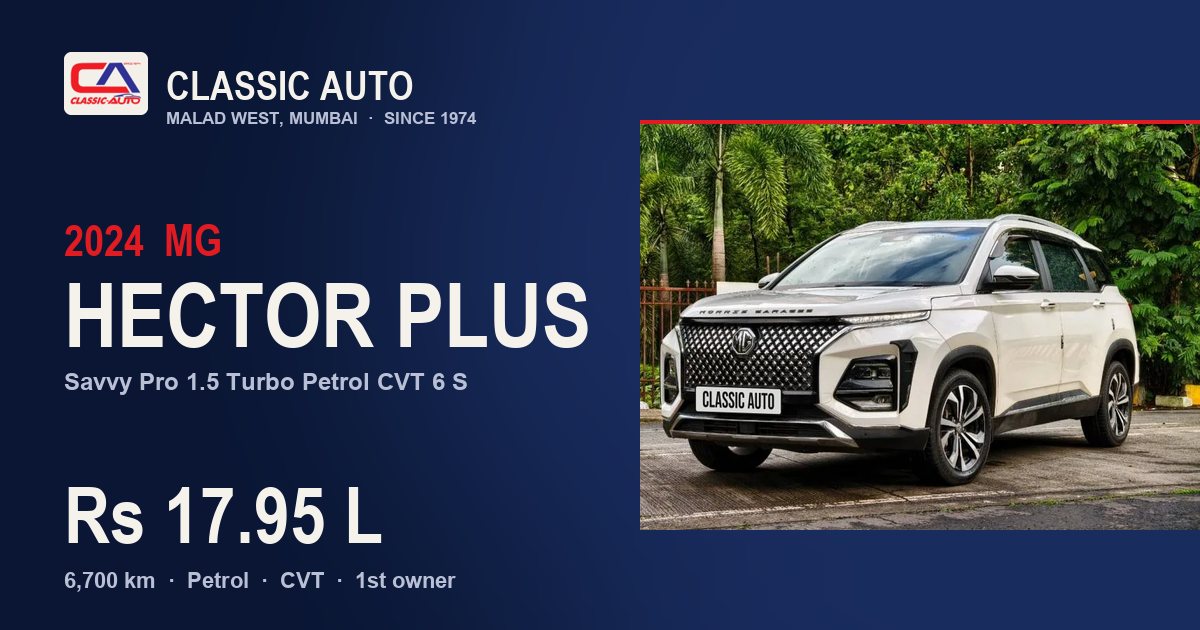 CA
CLASSIC-AUTO
CLASSIC AUTO
MALAD WEST, MUMBAI · SINCE 1974
2024 MG
HECTOR PLUS
Savvy Pro 1.5 Turbo Petrol CVT 6 S
Rs 17.95 L
6,700 km · Petrol · CVT · 1st owner
MORRIS GARAGES
MG
CLASSIC AUTO